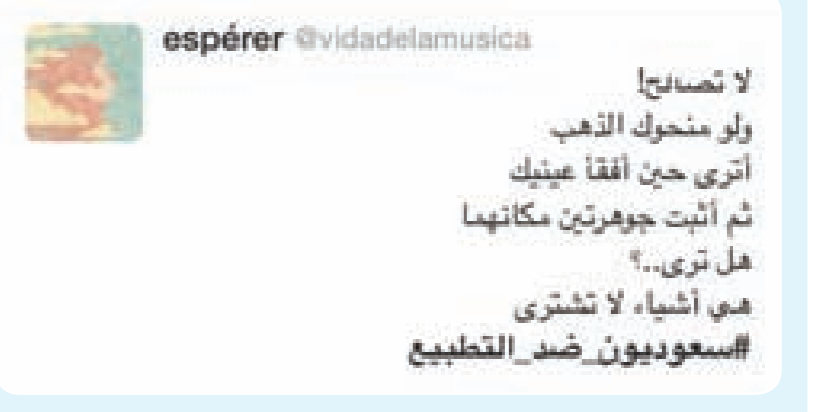 espérer @vidadelamusica
لا تصالح!
ولو منحوك الذهب
أترى حين أفقأ عينيك
ثم أثبت جوهرتين مكانهما
هل ترى..؟
هي أشياء لا تشترى
#سعوديون_ضد_التطبيع